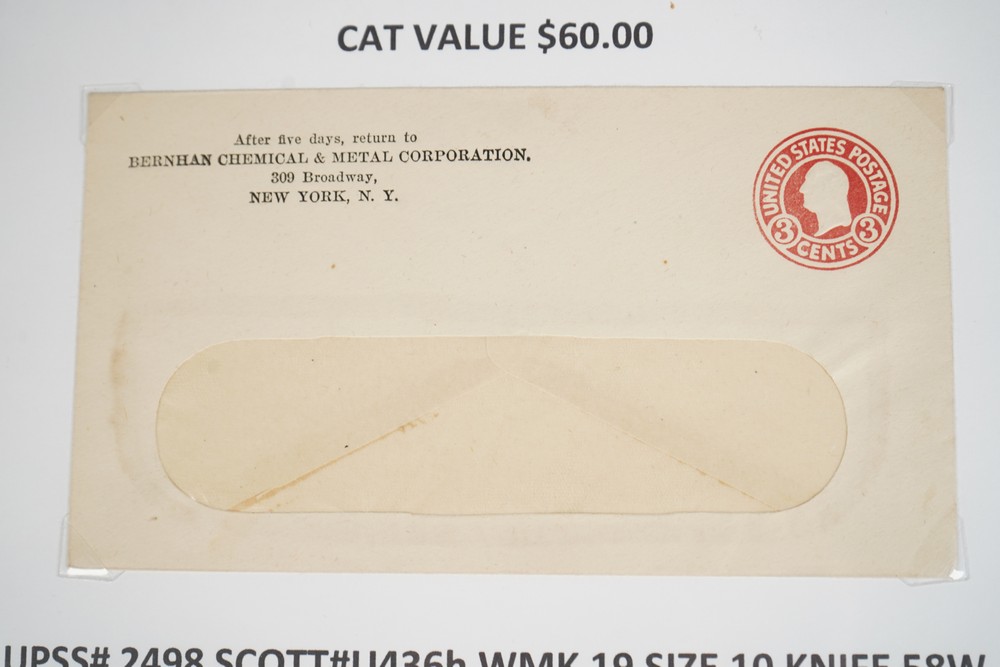 CAT VALUE $60.00
After five days, return to
BERNHAN CHEMICAL & METAL CORPORATION.
309 Broadway,
NEW YORK, N. Y.
UNITED STATES POSTAGE
3 CENTS 3
UPSS# 2498 SCOTT#U436h WMK 19 SIZE 10 KNIFE 58W